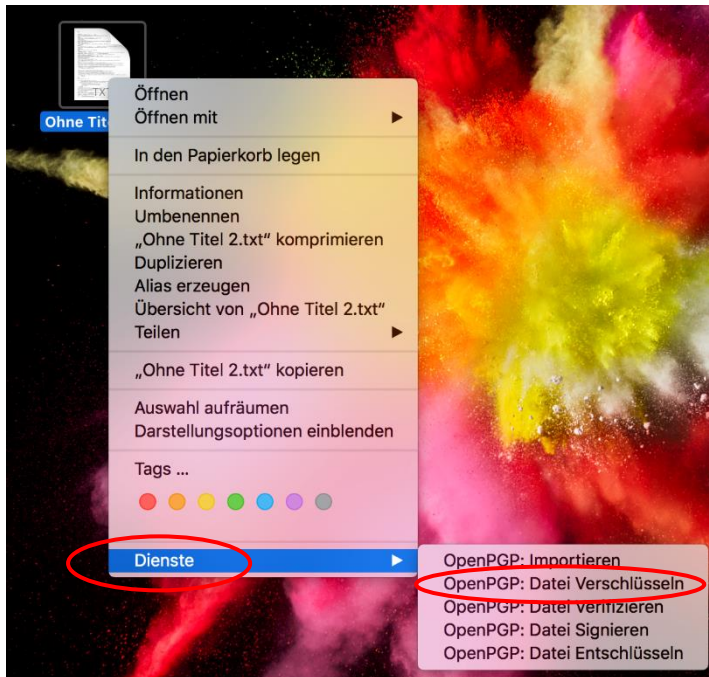 TXT
Ohne Tit
Öffnen
Öffnen mit
In den Papierkorb legen
Informationen
Umbenennen
„Ohne Titel 2.txt“ komprimieren
Duplizieren
Alias erzeugen
Übersicht von „Ohne Titel 2.txt“
Teilen
„Ohne Titel 2.txt“ kopieren
Auswahl aufräumen
Darstellungsoptionen einblenden
Tags ...
Dienste
OpenPGP: Importieren
OpenPGP: Datei Verschlüsseln
OpenPGP: Datei Verifizieren
OpenPGP: Datei Signieren
OpenPGP: Datei Entschlüsseln